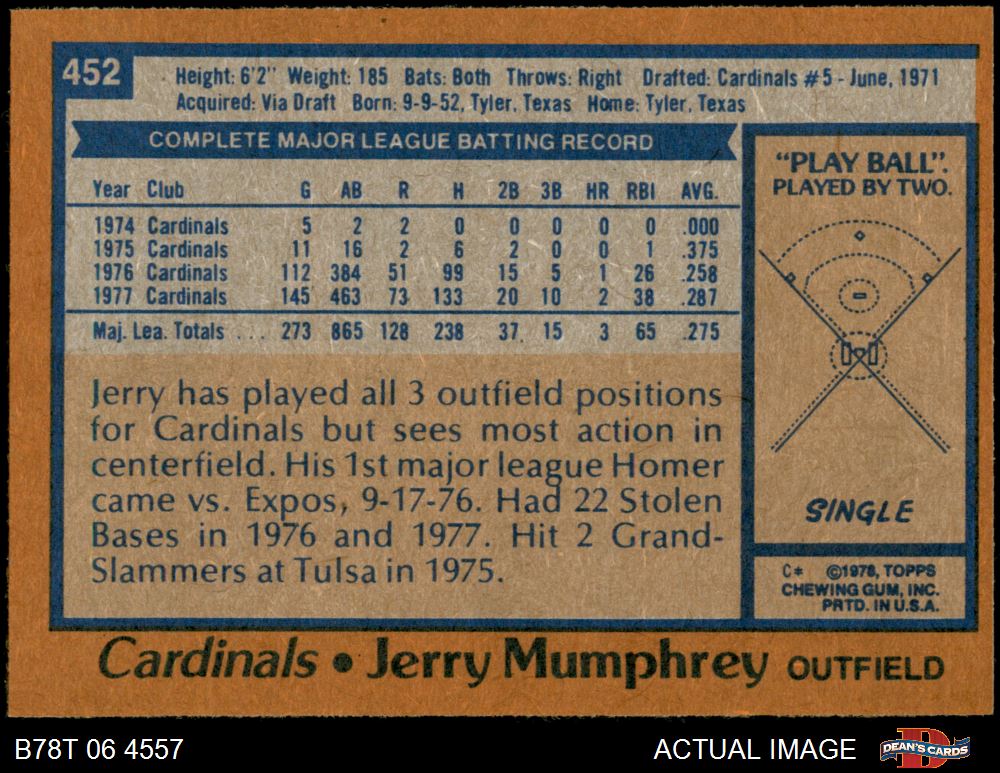 452
Height: 6'2" Weight: 185 Bats: Both Throws: Right Drafted: Cardinals #5 - June, 1971
Acquired: Via Draft Born: 9-9-52, Tyler, Texas Home: Tyler, Texas
COMPLETE MAJOR LEAGUE BATTING RECORD
Year Club G AB R H 2B 3B HR RBI AVG.
1974 Cardinals 5 2 2 0 0 0 0 0 .000
1975 Cardinals 11 16 2 6 2 0 0 1 .375
1976 Cardinals 112 384 51 99 15 5 1 26 .258
1977 Cardinals 145 463 73 133 20 10 2 38 .287
Maj. Lea. Totals ... 273 865 128 238 37 15 3 65 .275
Jerry has played all 3 outfield positions
for Cardinals but sees most action in
centerfield. His 1st major league Homer
came vs. Expos, 9-17-76. Had 22 Stolen
Bases in 1976 and 1977. Hit 2 Grand-
Slammers at Tulsa in 1975.
"PLAY BALL".
PLAYED BY TWO.
SINGLE
C* ©1978, TOPPS
CHEWING GUM, INC.
PRTD. IN U.S.A.
Cardinals • Jerry Mumphrey OUTFIELD
B78T 06 4557
ACTUAL IMAGE
DEAN'S CARDS